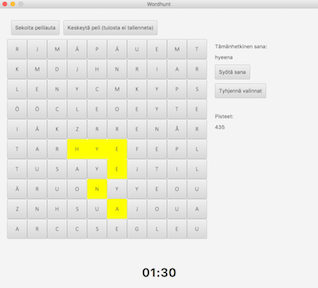 Wordhunt
Sekoita pelilauta Keskeytä peli (tulosta ei tallenneta)
R I M Ä P Ä U E M T
K M D J H N R I A R
L E N Y C M K Y P S
Ö Ö C L E O E Y T E
I Ä K Z R R E N Å R
T A R H Y E F E P L
T U S A Y E E I T I L
Ä R U O N Y Y E O U
Z N H S U A I O U A
A R C C S E G L E U
Tämänhetkinen sana:
hyeena
Syötä sana
Tyhjennä valinnat
Pisteet:
435
01:30